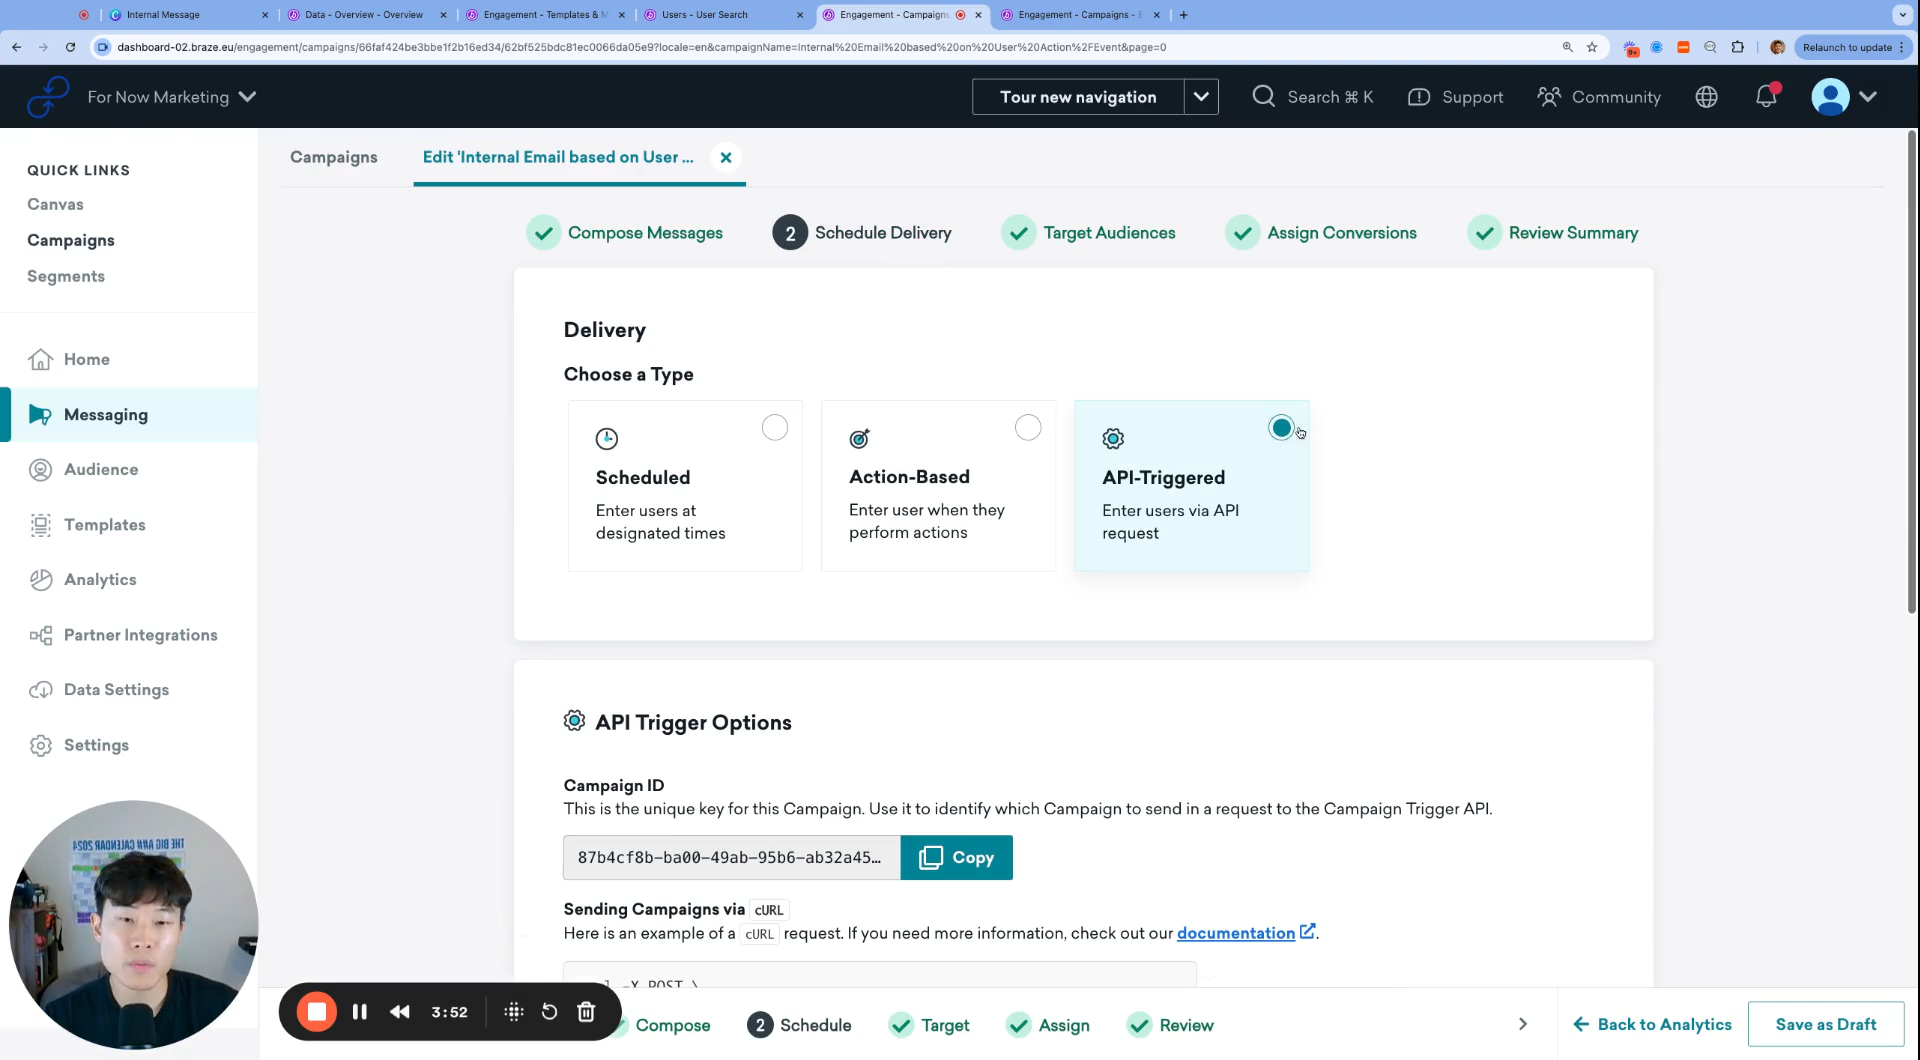 Internal Message
Data - Overview - Overview
Engagement - Templates & M
Users - User Search
Engagement - Campaigns
Engagement - Campaigns - E
dashboard-02.braze.eu/engagement/campaigns/66faf424be3bbe1f2b16ed34/62bf525bdc81ec0066da05e9?locale=en&campaignName=Internal%20Email%20based%20on%20User%20Action%2FEvent&page=0
9+
Relaunch to update
For Now Marketing
Tour new navigation
Search ⌘ K
Support
Community
QUICK LINKS
Canvas
Campaigns
Segments
Home
Messaging
Audience
Templates
Analytics
Partner Integrations
Data Settings
Settings
Campaigns
Edit 'Internal Email based on User ...
Compose Messages
2 Schedule Delivery
Target Audiences
Assign Conversions
Review Summary
Delivery
Choose a Type
Scheduled
Enter users at
designated times
Action-Based
Enter user when they
perform actions
API-Triggered
Enter users via API
request
API Trigger Options
Campaign ID
This is the unique key for this Campaign. Use it to identify which Campaign to send in a request to the Campaign Trigger API.
87b4cf8b-ba00-49ab-95b6-ab32a45…
Copy
Sending Campaigns via cURL
Here is an example of a cURL request. If you need more information, check out our documentation.
-X POST \
THE BIG A## CALENDAR 2024
3:52
Compose
2 Schedule
Target
Assign
Review
Back to Analytics
Save as Draft